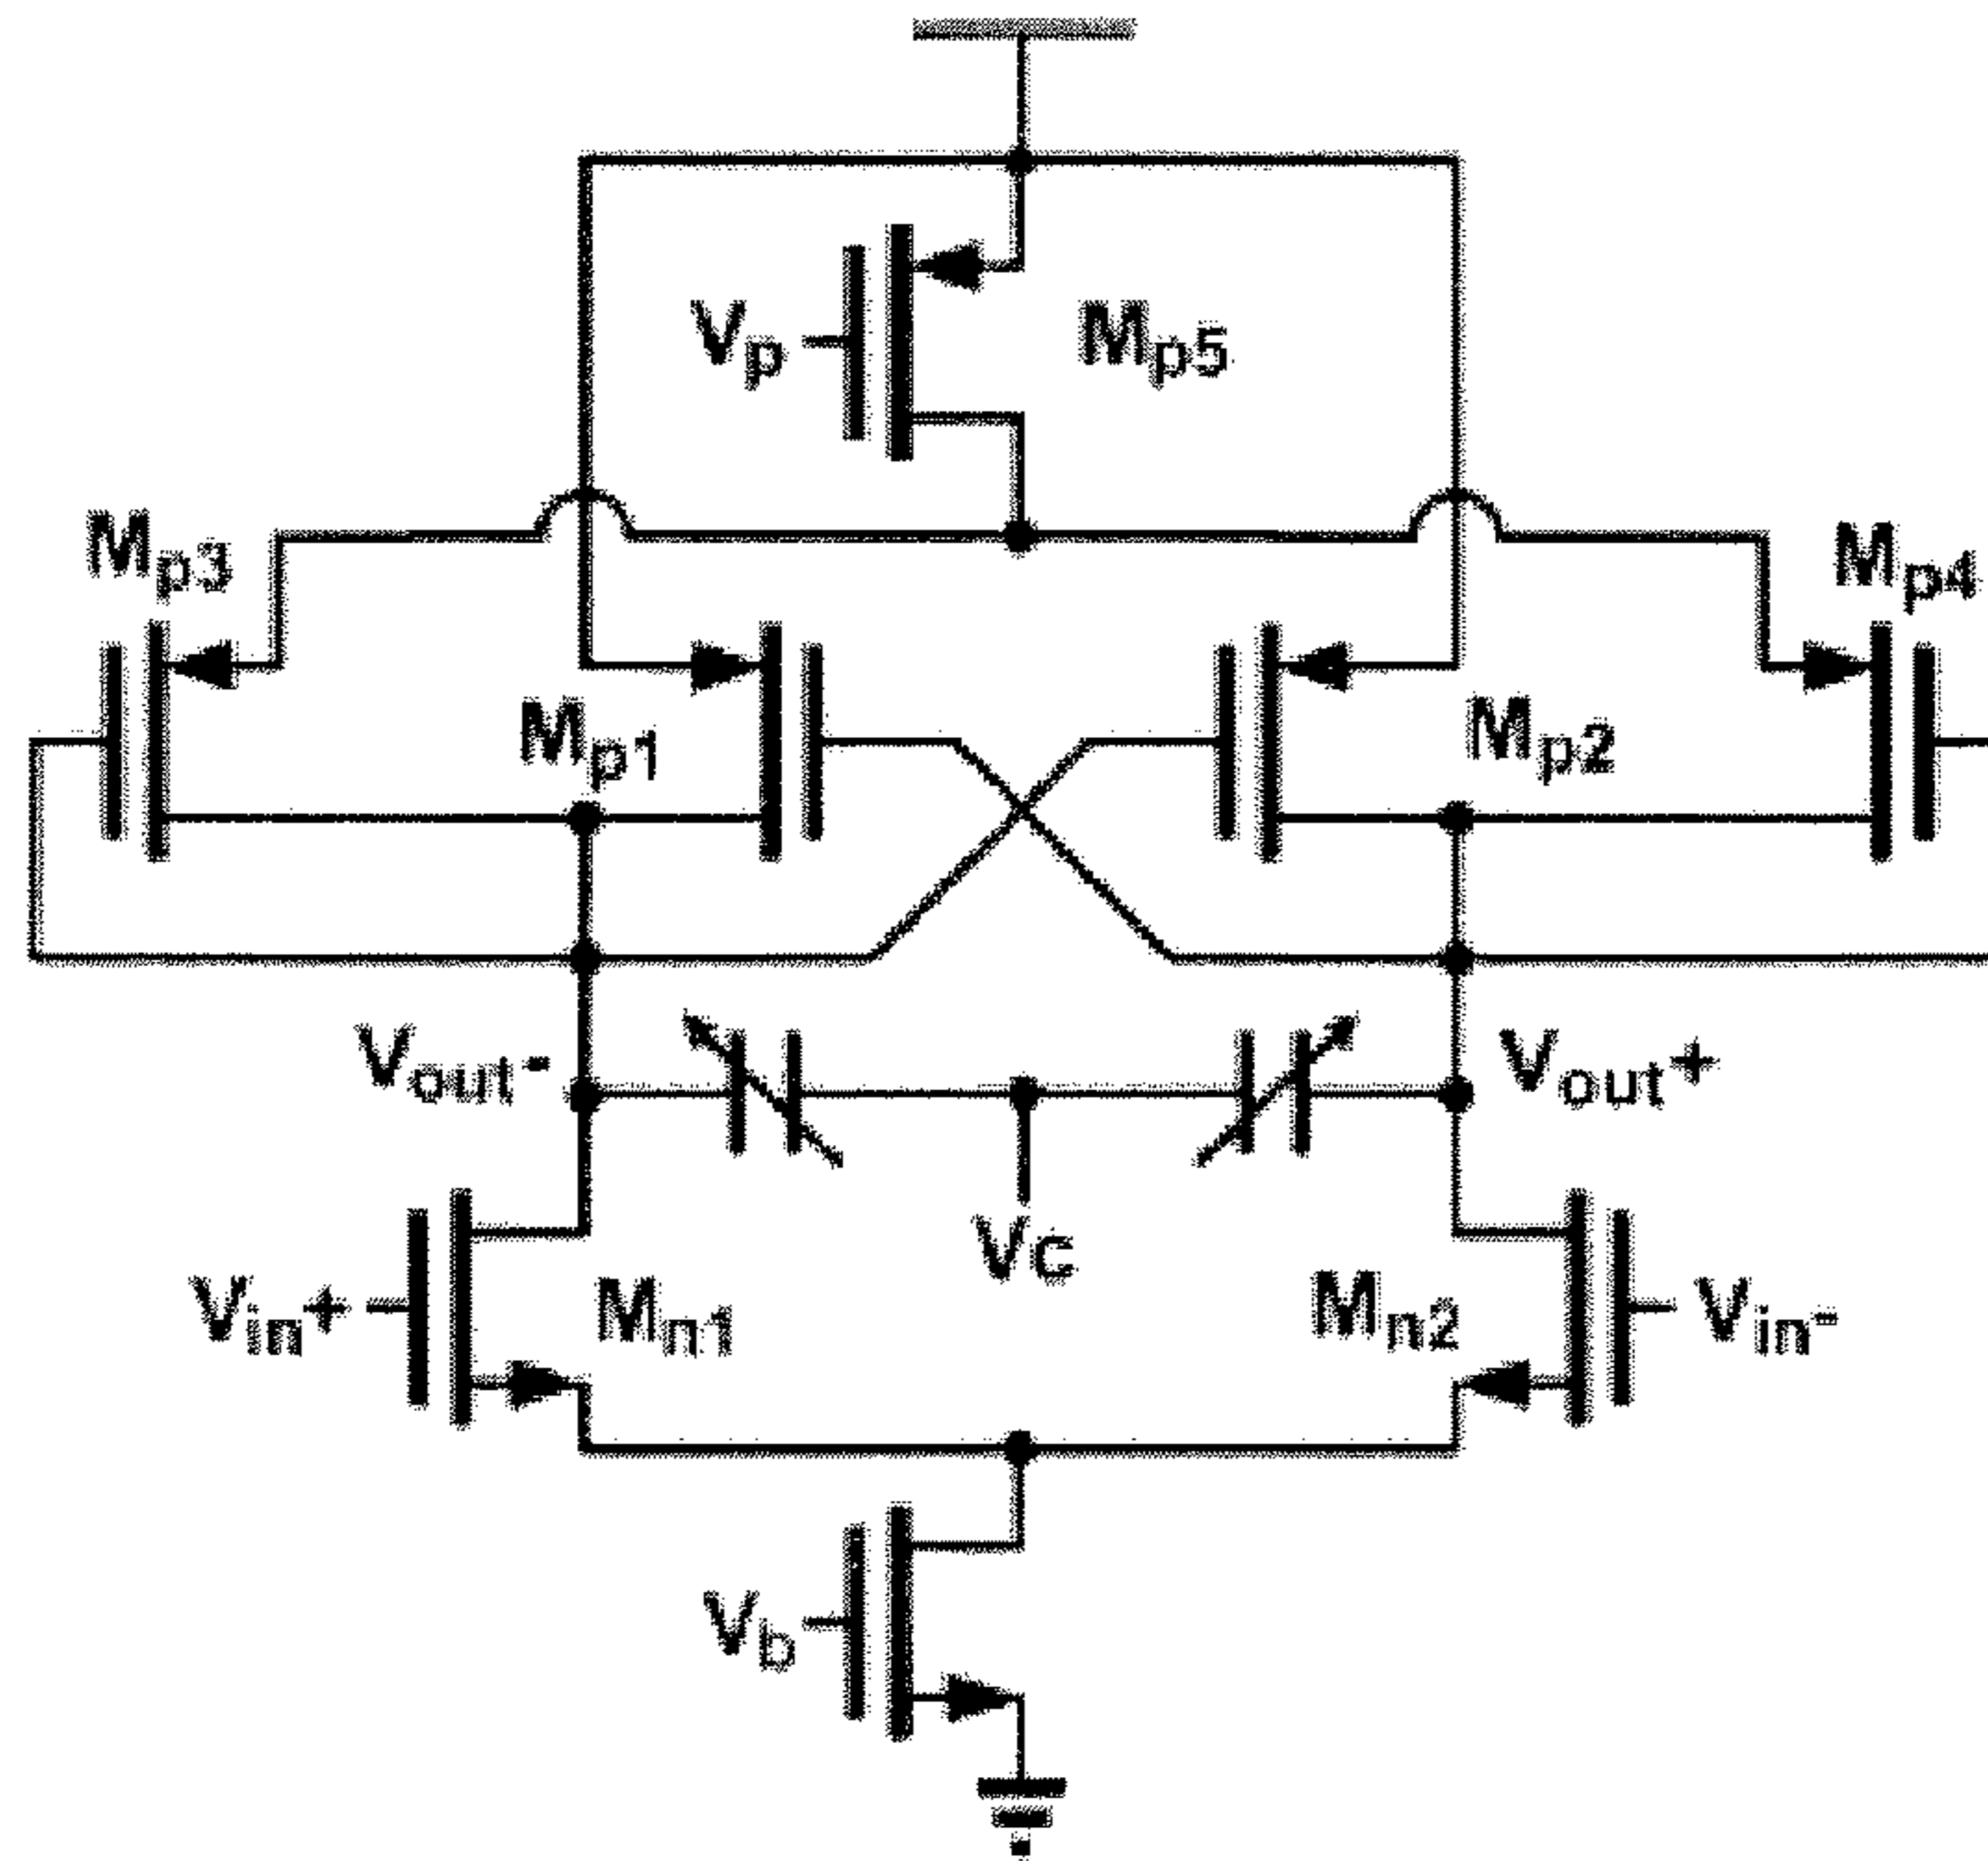 Vp
Mp5
Mp3
Mp4
Mp1
Mp2
Vout-
Vout+
Vc
Vin+
Mn1
Mn2
Vin-
Vb